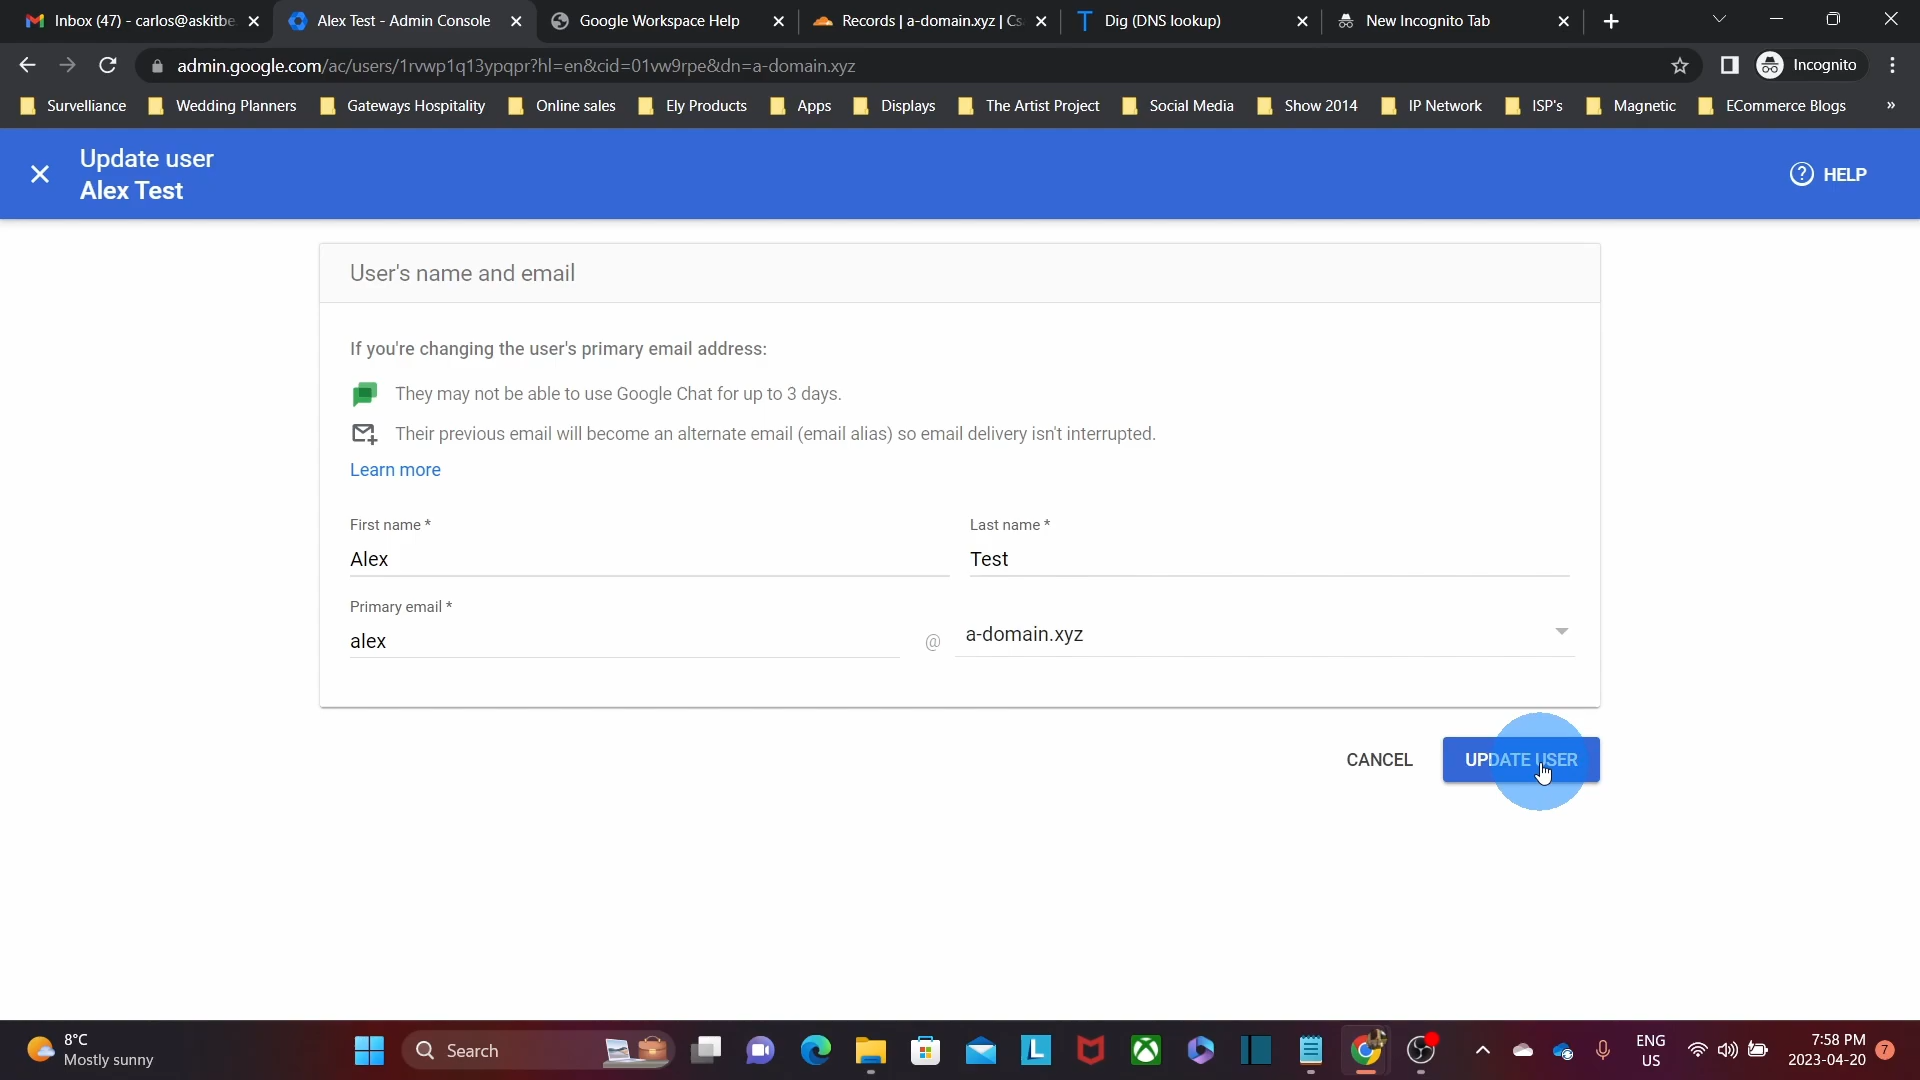 Inbox (47) - carlos@askitbe
Alex Test - Admin Console
Google Workspace Help
Records | a-domain.xyz | Cs
Dig (DNS lookup)
New Incognito Tab
admin.google.com/ac/users/1rvwp1q13ypqpr?hl=en&cid=01vw9rpe&dn=a-domain.xyz
Incognito
Survelliance
Wedding Planners
Gateways Hospitality
Online sales
Ely Products
Apps
Displays
The Artist Project
Social Media
Show 2014
IP Network
ISP's
Magnetic
ECommerce Blogs
»
Update user
Alex Test
? HELP
User's name and email
If you're changing the user's primary email address:
They may not be able to use Google Chat for up to 3 days.
Their previous email will become an alternate email (email alias) so email delivery isn't interrupted.
Learn more
First name *
Last name *
Alex
Test
Primary email *
alex
@
a-domain.xyz
CANCEL
UPDATE USER
8°C
Mostly sunny
Search
L
ENG
US
7:58 PM
2023-04-20
7